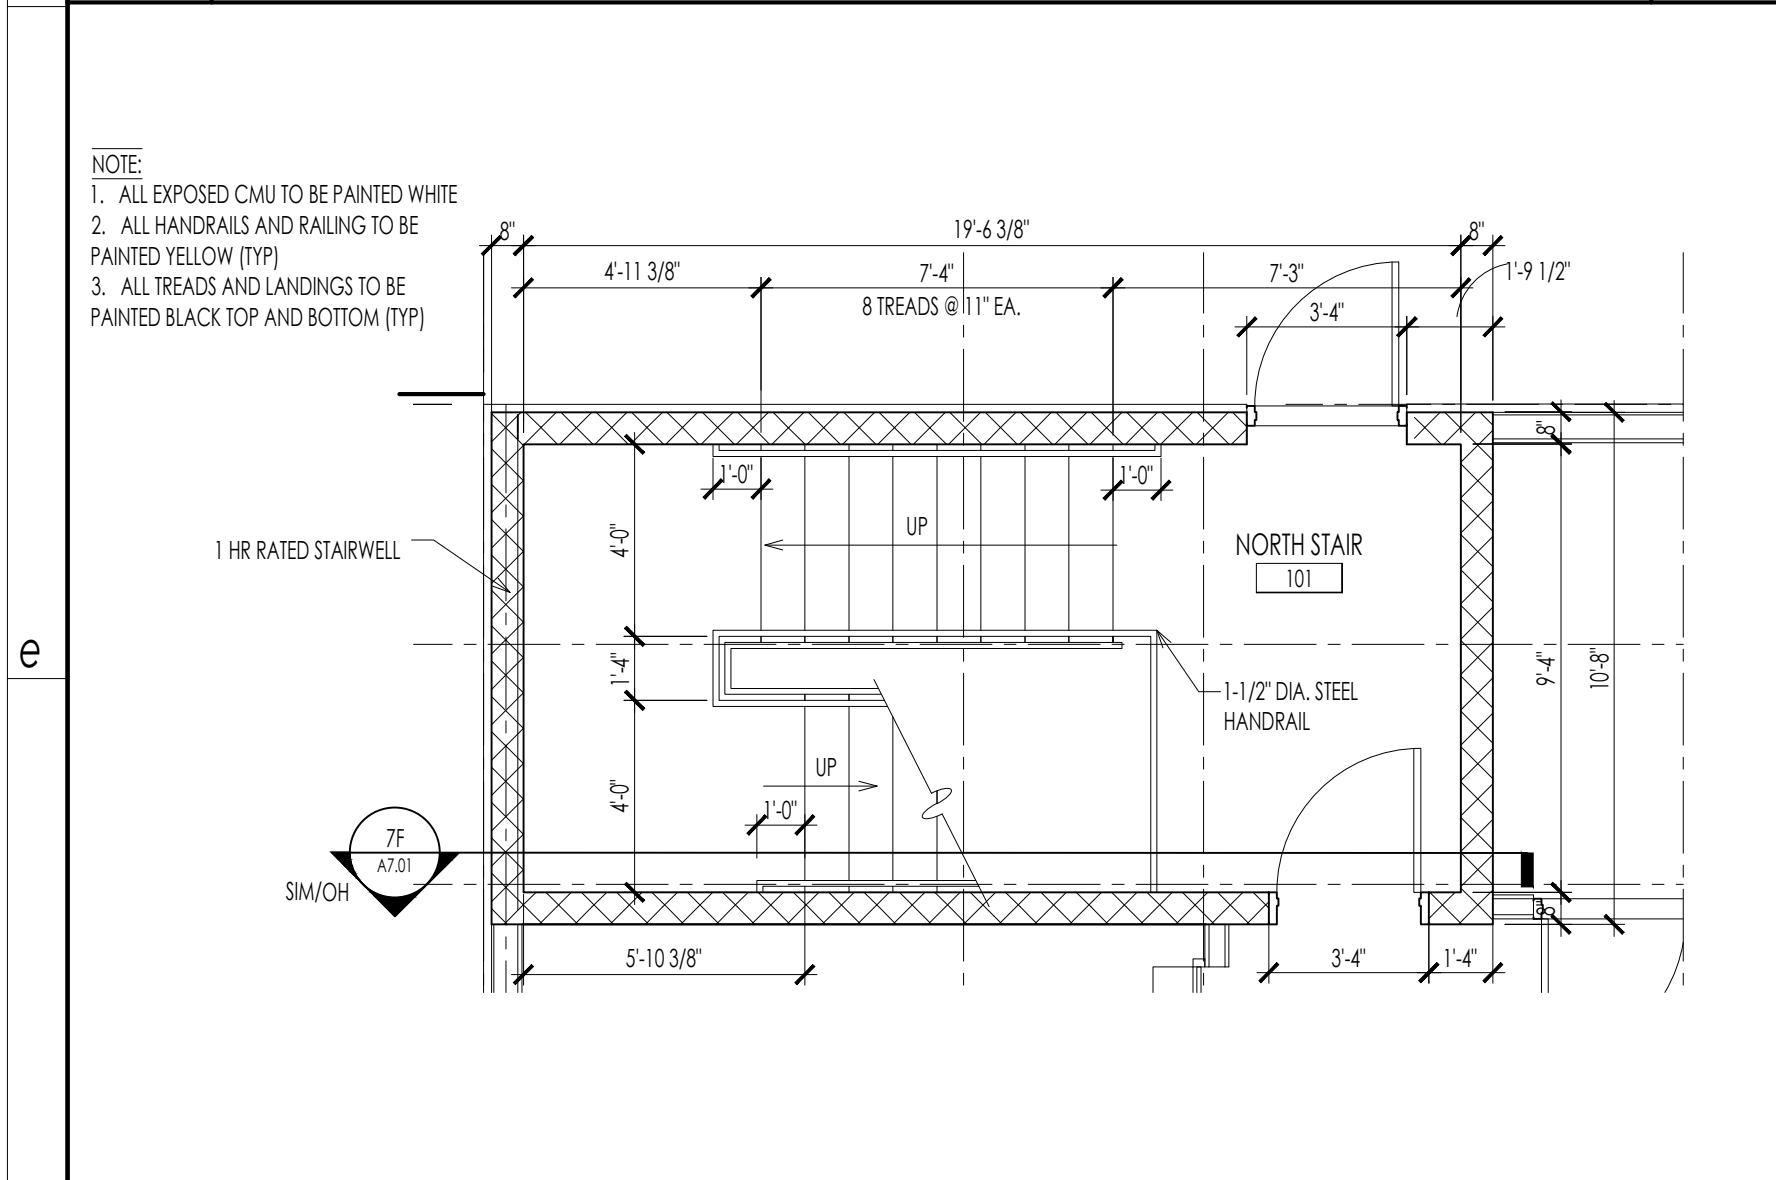 NOTE:
1. ALL EXPOSED CMU TO BE PAINTED WHITE
2. ALL HANDRAILS AND RAILING TO BE
PAINTED YELLOW (TYP)
3. ALL TREADS AND LANDINGS TO BE
PAINTED BLACK TOP AND BOTTOM (TYP)
8"
19'-6 3/8"
8"
4'-11 3/8"
7'-4"
7'-3"
1'-9 1/2"
8 TREADS @ 11" EA.
3'-4"
8"
1'-0"
1'-0"
4'-0"
UP
1 HR RATED STAIRWELL
NORTH STAIR
101
e
1'-4"
9'-4"
10'-8"
1-1/2" DIA. STEEL
HANDRAIL
UP
4'-0"
1'-0"
7F
A7.01
SIM/OH
8"
5'-10 3/8"
3'-4"
1'-4"